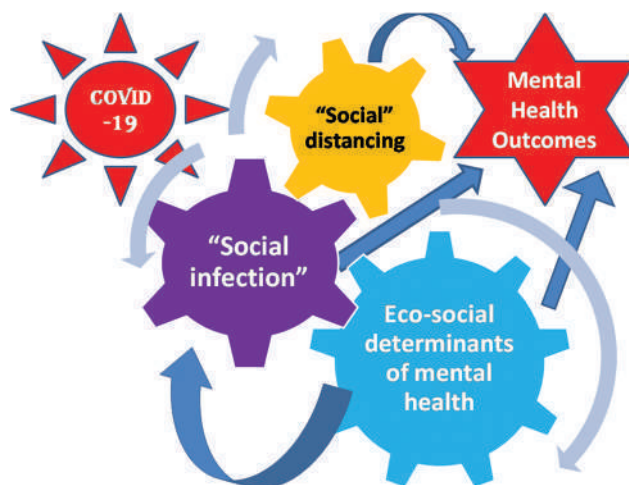 COVID
-19
“Social”
distancing
Mental
Health
Outcomes
“Social
infection”
Eco-social
determinants
of mental
health